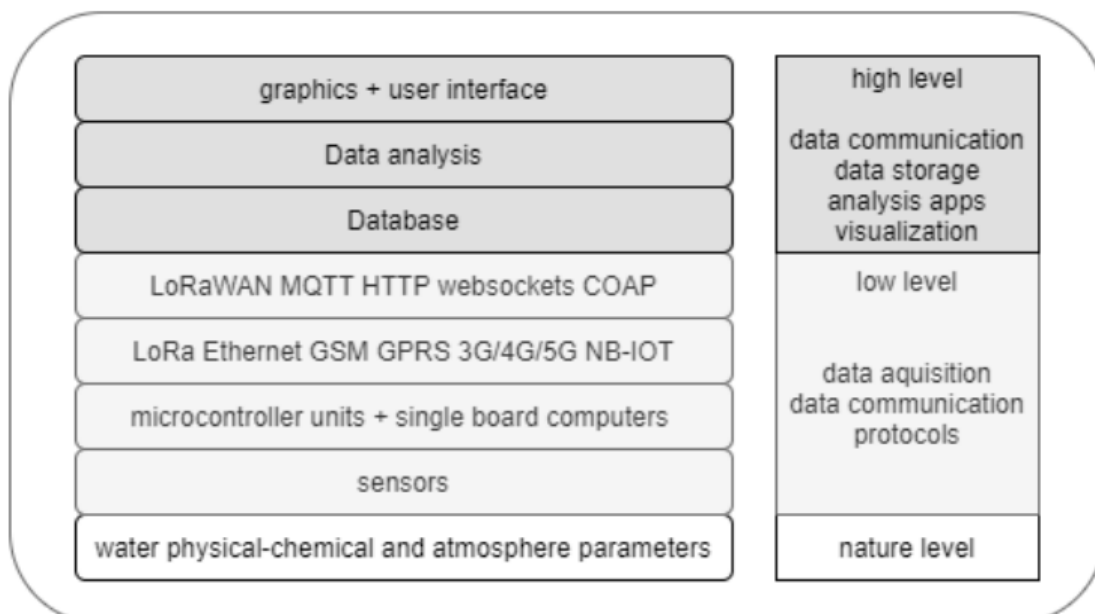 graphics + user interface
Data analysis
Database
LoRaWAN MQTT HTTP websockets COAP
LoRa Ethernet GSM GPRS 3G/4G/5G NB-IOT
microcontroller units + single board computers
sensors
water physical-chemical and atmosphere parameters
high level
data communication
data storage
analysis apps
visualization
low level
data aquisition
data communication
protocols
nature level